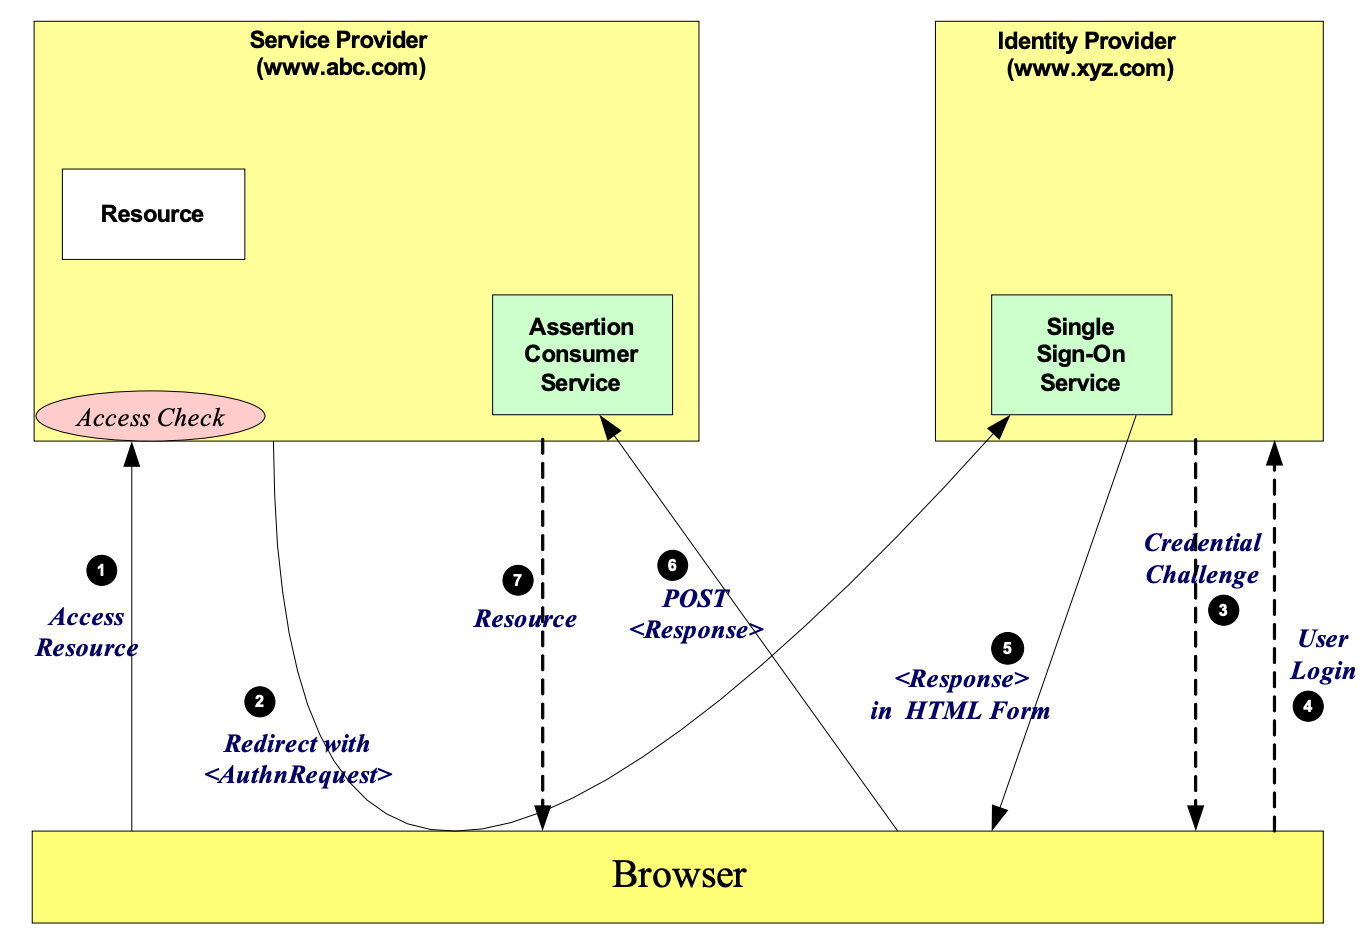 Service Provider
(www.abc.com)
Identity Provider
(www.xyz.com)
Resource
Assertion
Consumer
Service
Single
Sign-On
Service
Access Check
1
Access
Resource
2
Redirect with
<AuthnRequest>
7
Resource
6
POST
<Response>
5
<Response>
in HTML Form
Credential
Challenge
3
User
Login
4
Browser